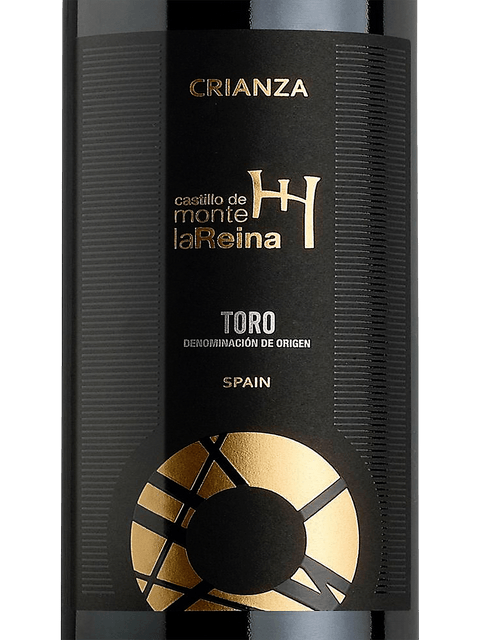 CRIANZA
castillo de
monte
laReina
TORO
DENOMINACIÓN DE ORIGEN
SPAIN